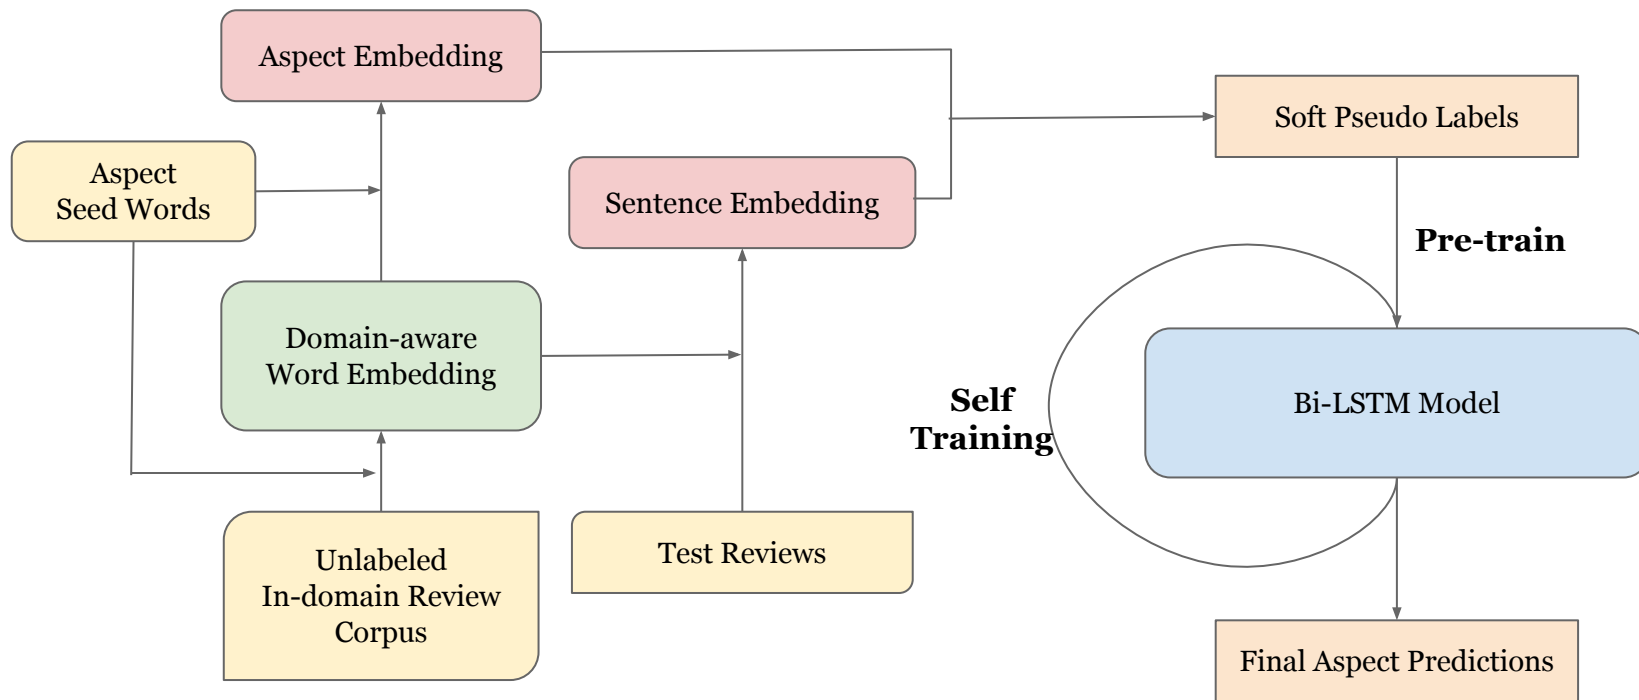 Aspect Embedding
Aspect
Seed Words
Sentence Embedding
Domain-aware
Word Embedding
Unlabeled
In-domain Review
Corpus
Test Reviews
Soft Pseudo Labels
Pre-train
Self
Training
Bi-LSTM Model
Final Aspect Predictions